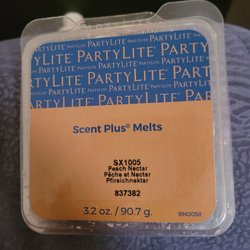 PARTYLITE PARTYLITE PARTYLITE
PARTYLITE PARTYLITE PARTYLITE
PARTYLITE PARTYLITE PARTYLITE
Scent Plus® Melts
SX1005
Peach Nectar
Pêche et Nectar
Pfirsichnektar
837382
3.2 oz. / 90.7 g.
BN0038